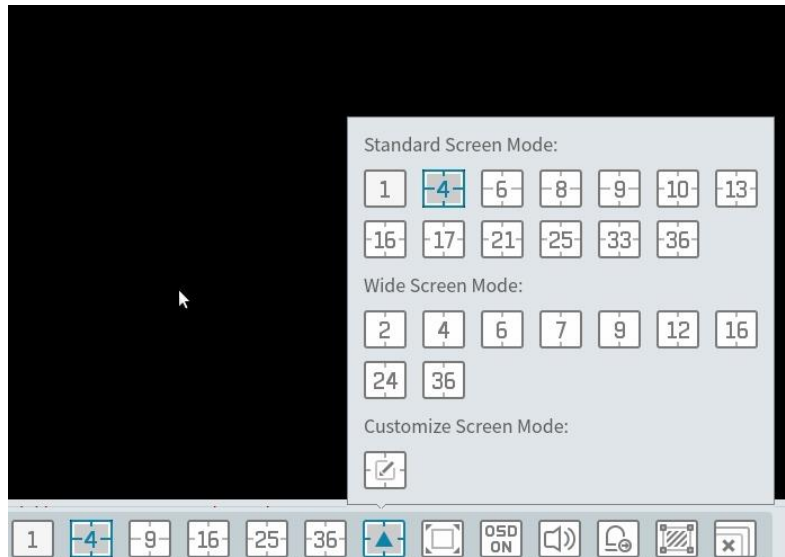 Standard Screen Mode:
1 4 6 8 9 10 13
16 17 21 25 33 36
Wide Screen Mode:
2 4 6 7 9 12 16
24 36
Customize Screen Mode:
1 4 9 16 25 36 OSD ON